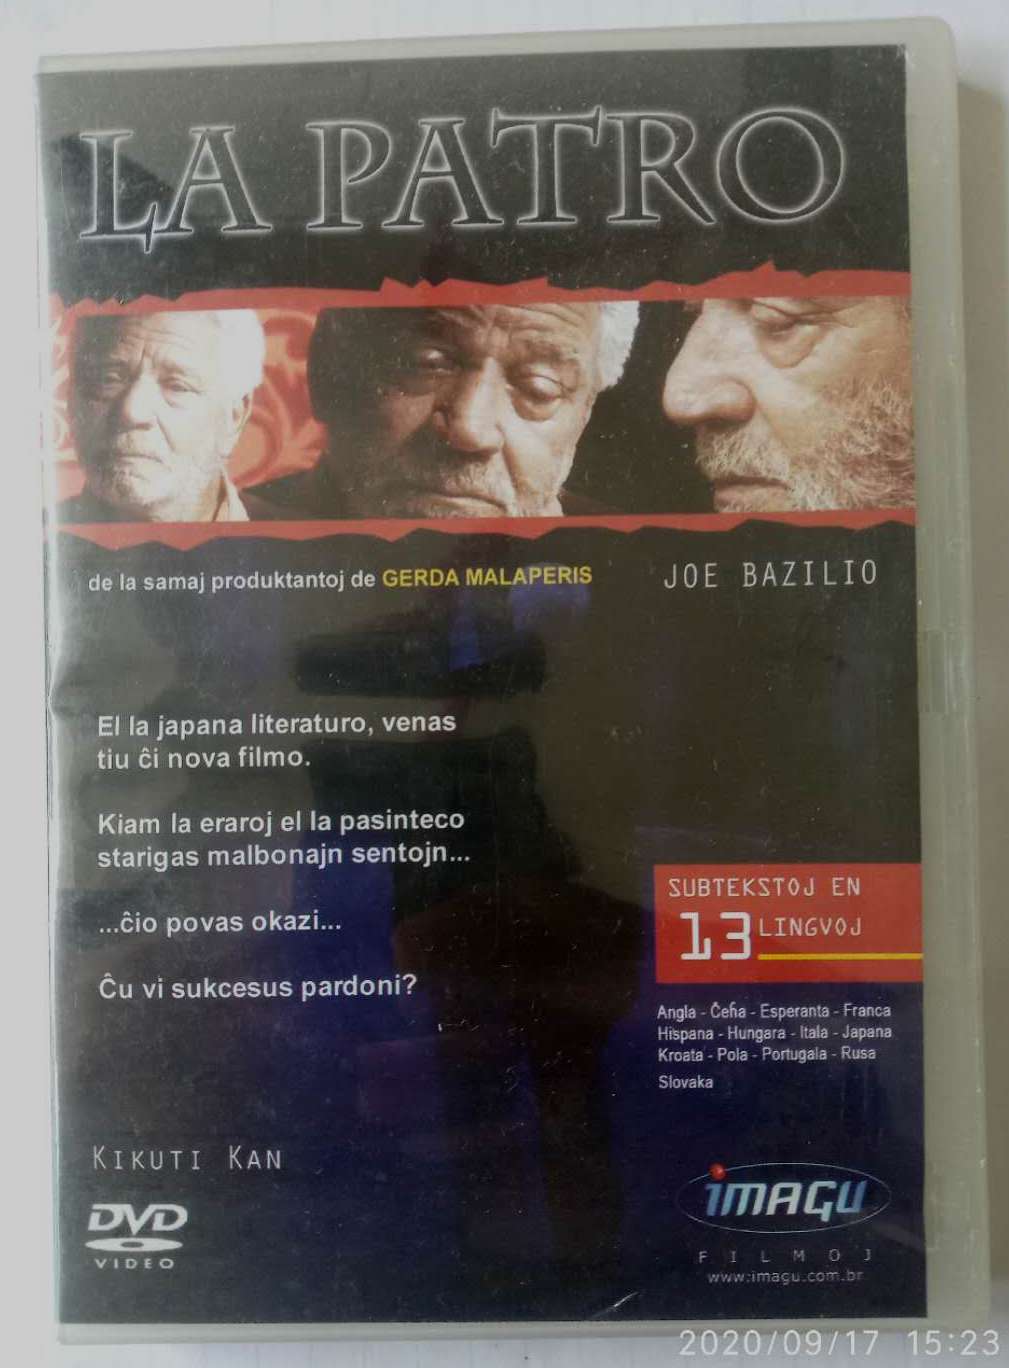 LA PATRO
de la samaj produktantoj de GERDA MALAPERIS
JOE BAZILIO
El la japana literaturo, venas
tiu ĉi nova filmo.
Kiam la eraroj el la pasinteco
starigas malbonajn sentojn...
...ĉio povas okazi...
Ĉu vi sukcesus pardoni?
SUBTEKSTOJ EN
13 LINGVOJ
Angla - Ĉeĥa - Esperanta - Franca
Hispana - Hungara - Itala - Japana
Kroata - Pola - Portugala - Rusa
Slovaka
KIKUTI KAN
DVD
VIDEO
imagu
FILMOJ
www.imagu.com.br
2020/09/17 15:23